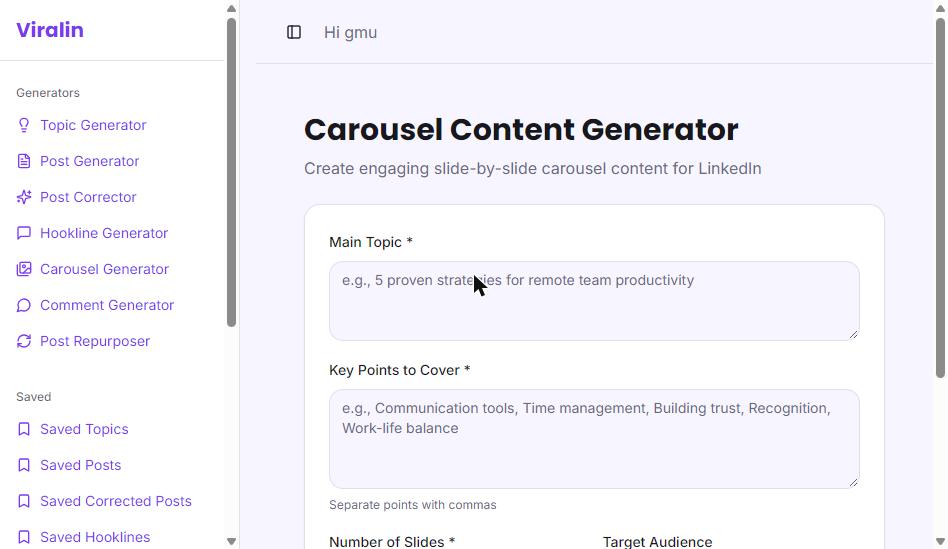 Viralin
Generators
Topic Generator
Post Generator
Post Corrector
Hookline Generator
Carousel Generator
Comment Generator
Post Repurposer
Saved
Saved Topics
Saved Posts
Saved Corrected Posts
Saved Hooklines
Hi gmu
Carousel Content Generator
Create engaging slide-by-slide carousel content for LinkedIn
Main Topic *
e.g., 5 proven strategies for remote team productivity
Key Points to Cover *
e.g., Communication tools, Time management, Building trust, Recognition,
Work-life balance
Separate points with commas
Number of Slides *
Target Audience